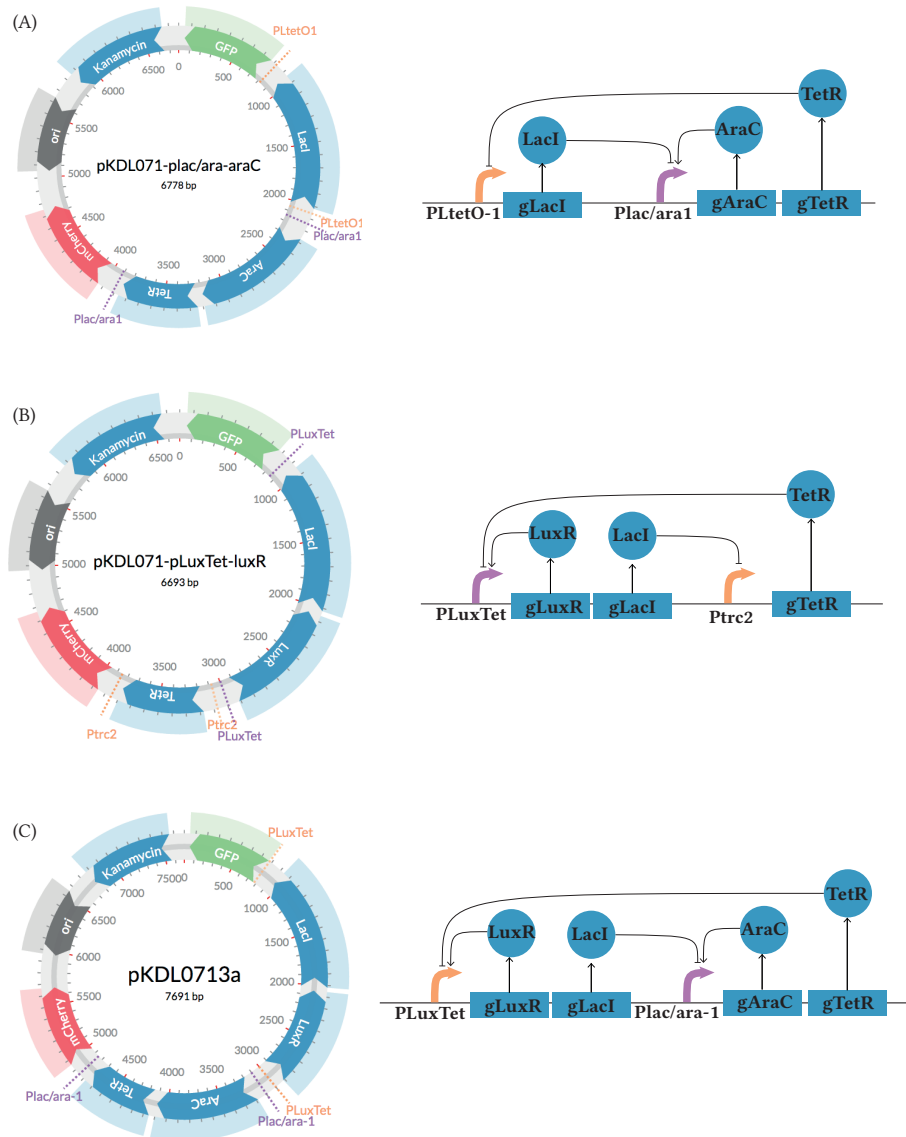 (A)
Kanamycin
GFP
PLtetO1
6500
0
500
6000
1000
ori
5500
LacI
1500
pKDL071-plac/ara-araC
6778 bp
5000
2000
PLtetO1
Plac/ara1
4500
2500
mCherry
4000
3500
3000
AraC
TetR
Plac/ara1
TetR
AraC
LacI
PLtetO-1
gLacI
Plac/ara1
gAraC
gTetR
(B)
Kanamycin
GFP
PLuxTet
6500
0
500
6000
1000
ori
5500
LacI
1500
pKDL071-pLuxTet-luxR
6693 bp
5000
2000
4500
2500
LuxR
mCherry
4000
3500
3000
TetR
Ptrc2
Ptrc2
PLuxTet
TetR
LuxR
LacI
PLuxTet
gLuxR
gLacI
Ptrc2
gTetR
(C)
Kanamycin
GFP
PLuxTet
75000
500
7000
1000
ori
6500
LacI
1500
6000
pKDL0713a
7691 bp
2000
5500
2500
LuxR
mCherry
5000
3000
4500
4000
3500
Plac/ara-1
TetR
AraC
PLuxTet
Plac/ara-1
TetR
LuxR
LacI
AraC
PLuxTet
gLuxR
gLacI
Plac/ara-1
gAraC
gTetR